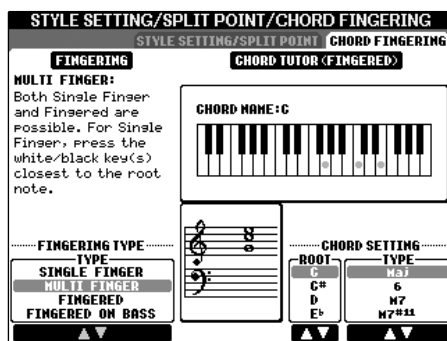 STYLE SETTING/SPLIT POINT/CHORD FINGERING
STYLE SETTING/SPLIT POINT CHORD FINGERING
FINGERING
MULTI FINGER:
Both Single Finger
and Fingered are
possible. For Single
Finger, press the
white/black key(s)
closest to the root
note.
FINGERING TYPE
TYPE
SINGLE FINGER
MULTI FINGER
FINGERED
FINGERED ON BASS
CHORD TUTOR (FINGERED)
CHORD NAME:C
CHORD SETTING
ROOT TYPE
C Maj
C# 6
D M7
E♭ M7#11